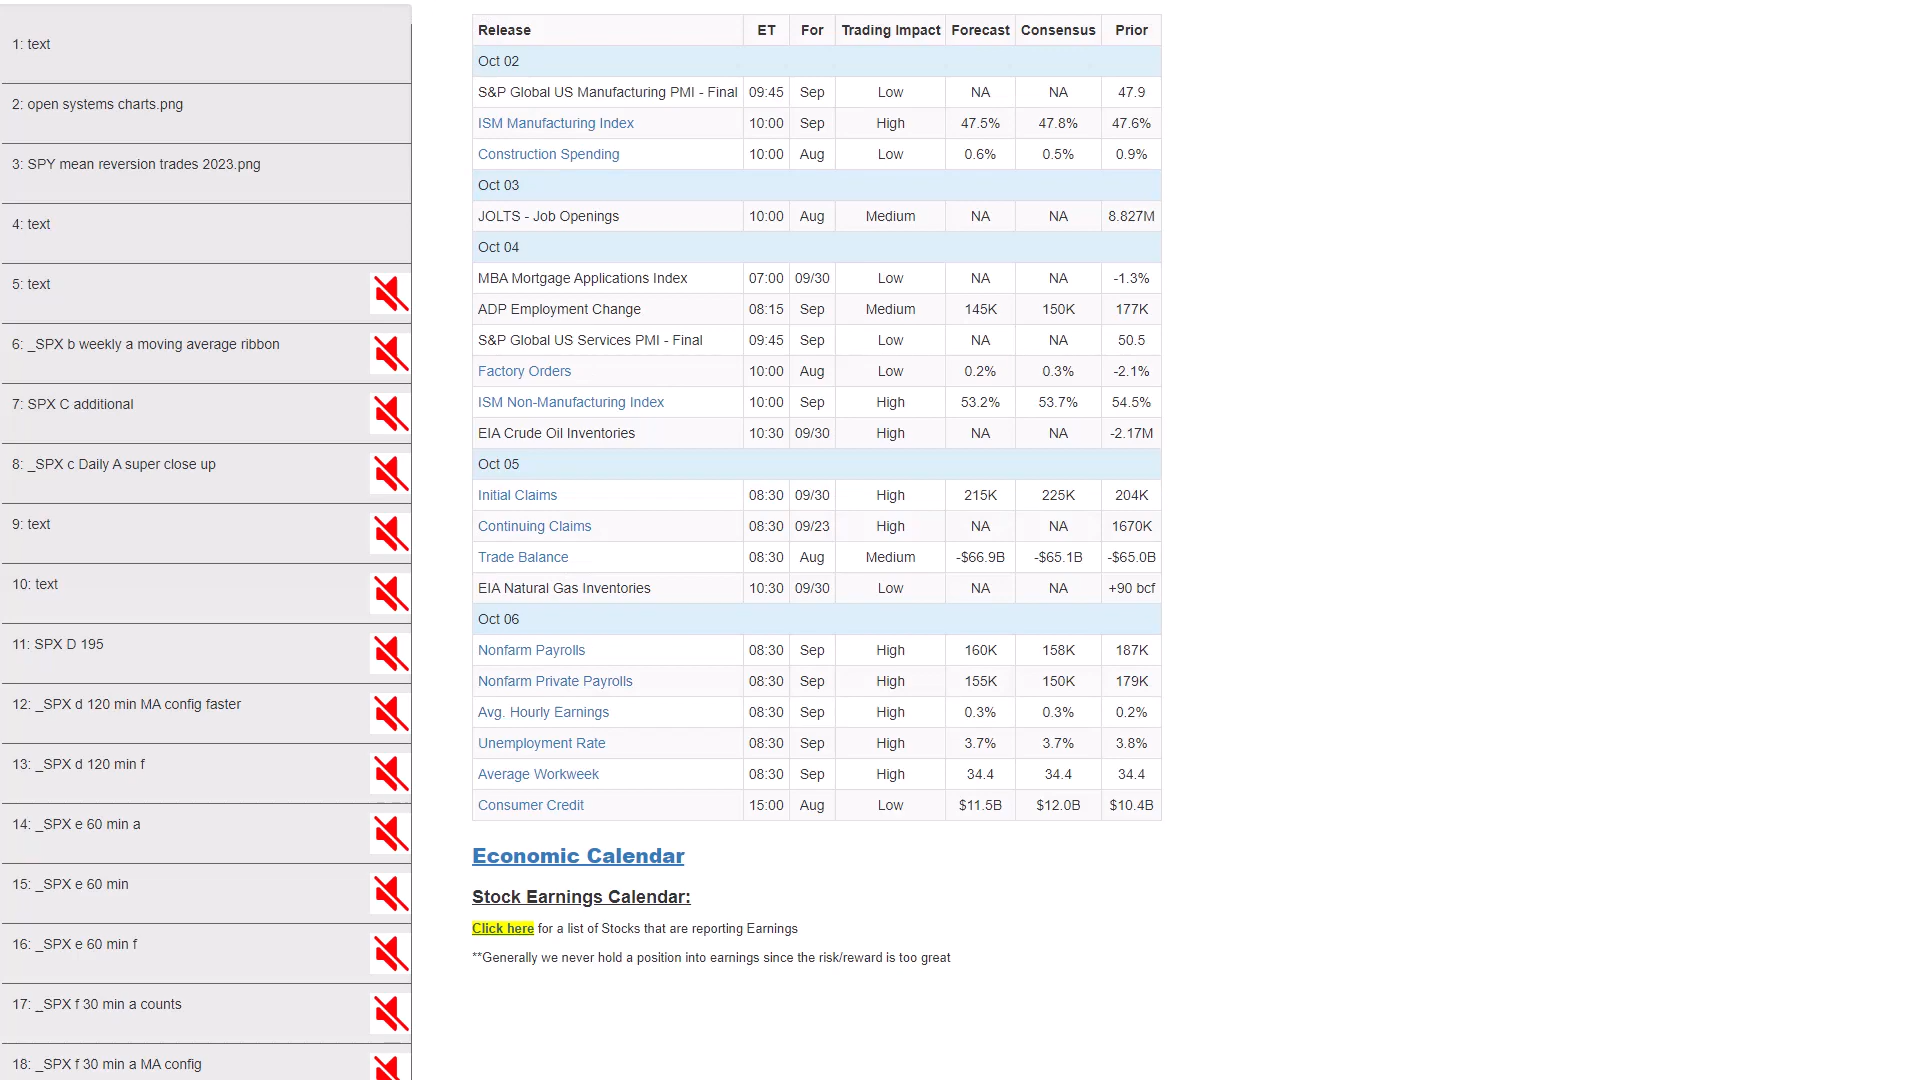 1: text
2: open systems charts.png
3: SPY mean reversion trades 2023.png
4: text
5: text
6: _SPX b weekly a moving average ribbon
7: SPX C additional
8: _SPX c Daily A super close up
9: text
10: text
11: SPX D 195
12: _SPX d 120 min MA config faster
13: _SPX d 120 min f
14: _SPX e 60 min a
15: _SPX e 60 min
16: _SPX e 60 min f
17: _SPX f 30 min a counts
18: _SPX f 30 min a MA config
Release ET For Trading Impact Forecast Consensus Prior
Oct 02
S&P Global US Manufacturing PMI - Final 09:45 Sep Low NA NA 47.9
ISM Manufacturing Index 10:00 Sep High 47.5% 47.8% 47.6%
Construction Spending 10:00 Aug Low 0.6% 0.5% 0.9%
Oct 03
JOLTS - Job Openings 10:00 Aug Medium NA NA 8.827M
Oct 04
MBA Mortgage Applications Index 07:00 09/30 Low NA NA -1.3%
ADP Employment Change 08:15 Sep Medium 145K 150K 177K
S&P Global US Services PMI - Final 09:45 Sep Low NA NA 50.5
Factory Orders 10:00 Aug Low 0.2% 0.3% -2.1%
ISM Non-Manufacturing Index 10:00 Sep High 53.2% 53.7% 54.5%
EIA Crude Oil Inventories 10:30 09/30 High NA NA -2.17M
Oct 05
Initial Claims 08:30 09/30 High 215K 225K 204K
Continuing Claims 08:30 09/23 High NA NA 1670K
Trade Balance 08:30 Aug Medium -$66.9B -$65.1B -$65.0B
EIA Natural Gas Inventories 10:30 09/30 Low NA NA +90 bcf
Oct 06
Nonfarm Payrolls 08:30 Sep High 160K 158K 187K
Nonfarm Private Payrolls 08:30 Sep High 155K 150K 179K
Avg. Hourly Earnings 08:30 Sep High 0.3% 0.3% 0.2%
Unemployment Rate 08:30 Sep High 3.7% 3.7% 3.8%
Average Workweek 08:30 Sep High 34.4 34.4 34.4
Consumer Credit 15:00 Aug Low $11.5B $12.0B $10.4B
Economic Calendar
Stock Earnings Calendar:
Click here for a list of Stocks that are reporting Earnings
**Generally we never hold a position into earnings since the risk/reward is too great